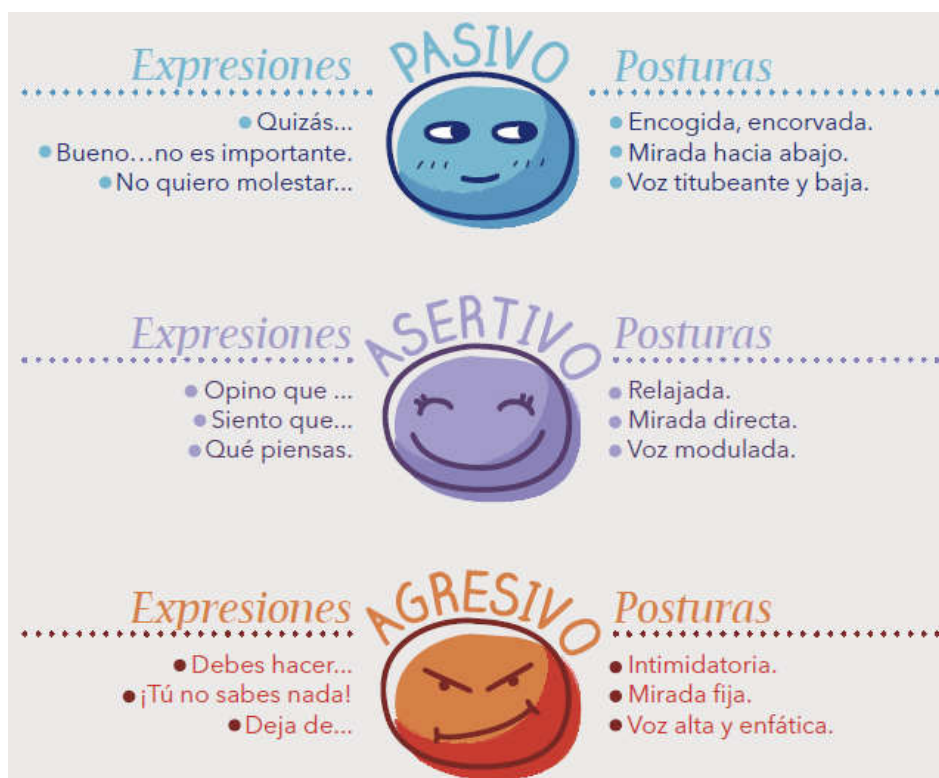 PASIVO
Expresiones
Quizás...
Bueno...no es importante.
No quiero molestar...
Posturas
Encogida, encorvada.
Mirada hacia abajo.
Voz titubeante y baja.
ASERTIVO
Expresiones
Opino que ...
Siento que...
Qué piensas.
Posturas
Relajada.
Mirada directa.
Voz modulada.
AGRESIVO
Expresiones
Debes hacer...
¡Tú no sabes nada!
Deja de...
Posturas
Intimidatoria.
Mirada fija.
Voz alta y enfática.